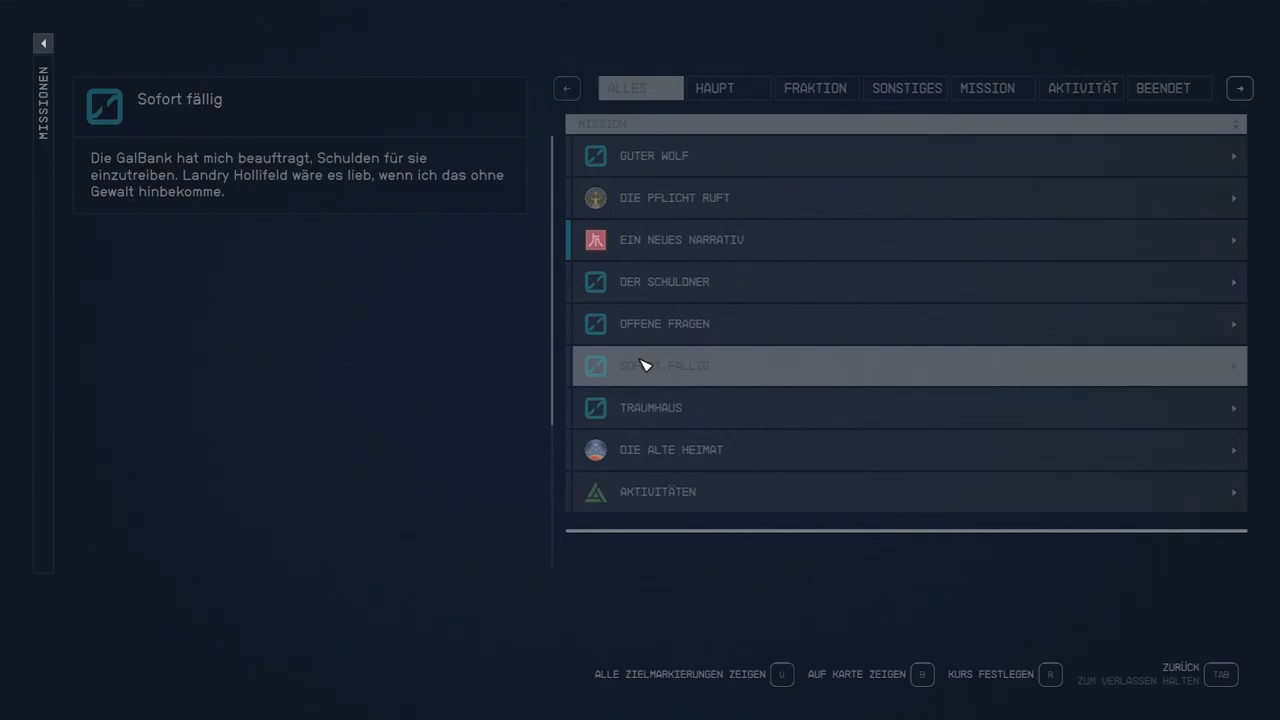 MISSIONEN
Sofort fällig
Die GalBank hat mich beauftragt, Schulden für sie
einzutreiben. Landry Hollifeld wäre es lieb, wenn ich das ohne
Gewalt hinbekomme.
ALLES HAUPT FRAKTION SONSTIGES MISSION AKTIVITÄT BEENDET
MISSION
GUTER WOLF
DIE PFLICHT RUFT
EIN NEUES NARRATIV
DER SCHULDNER
OFFENE FRAGEN
SOFORT FÄLLIG
TRAUMHAUS
DIE ALTE HEIMAT
AKTIVITÄTEN
ALLE ZIELMARKIERUNGEN ZEIGEN U AUF KARTE ZEIGEN B KURS FESTLEGEN R ZURÜCK TAB
ZUM VERLASSEN HALTEN